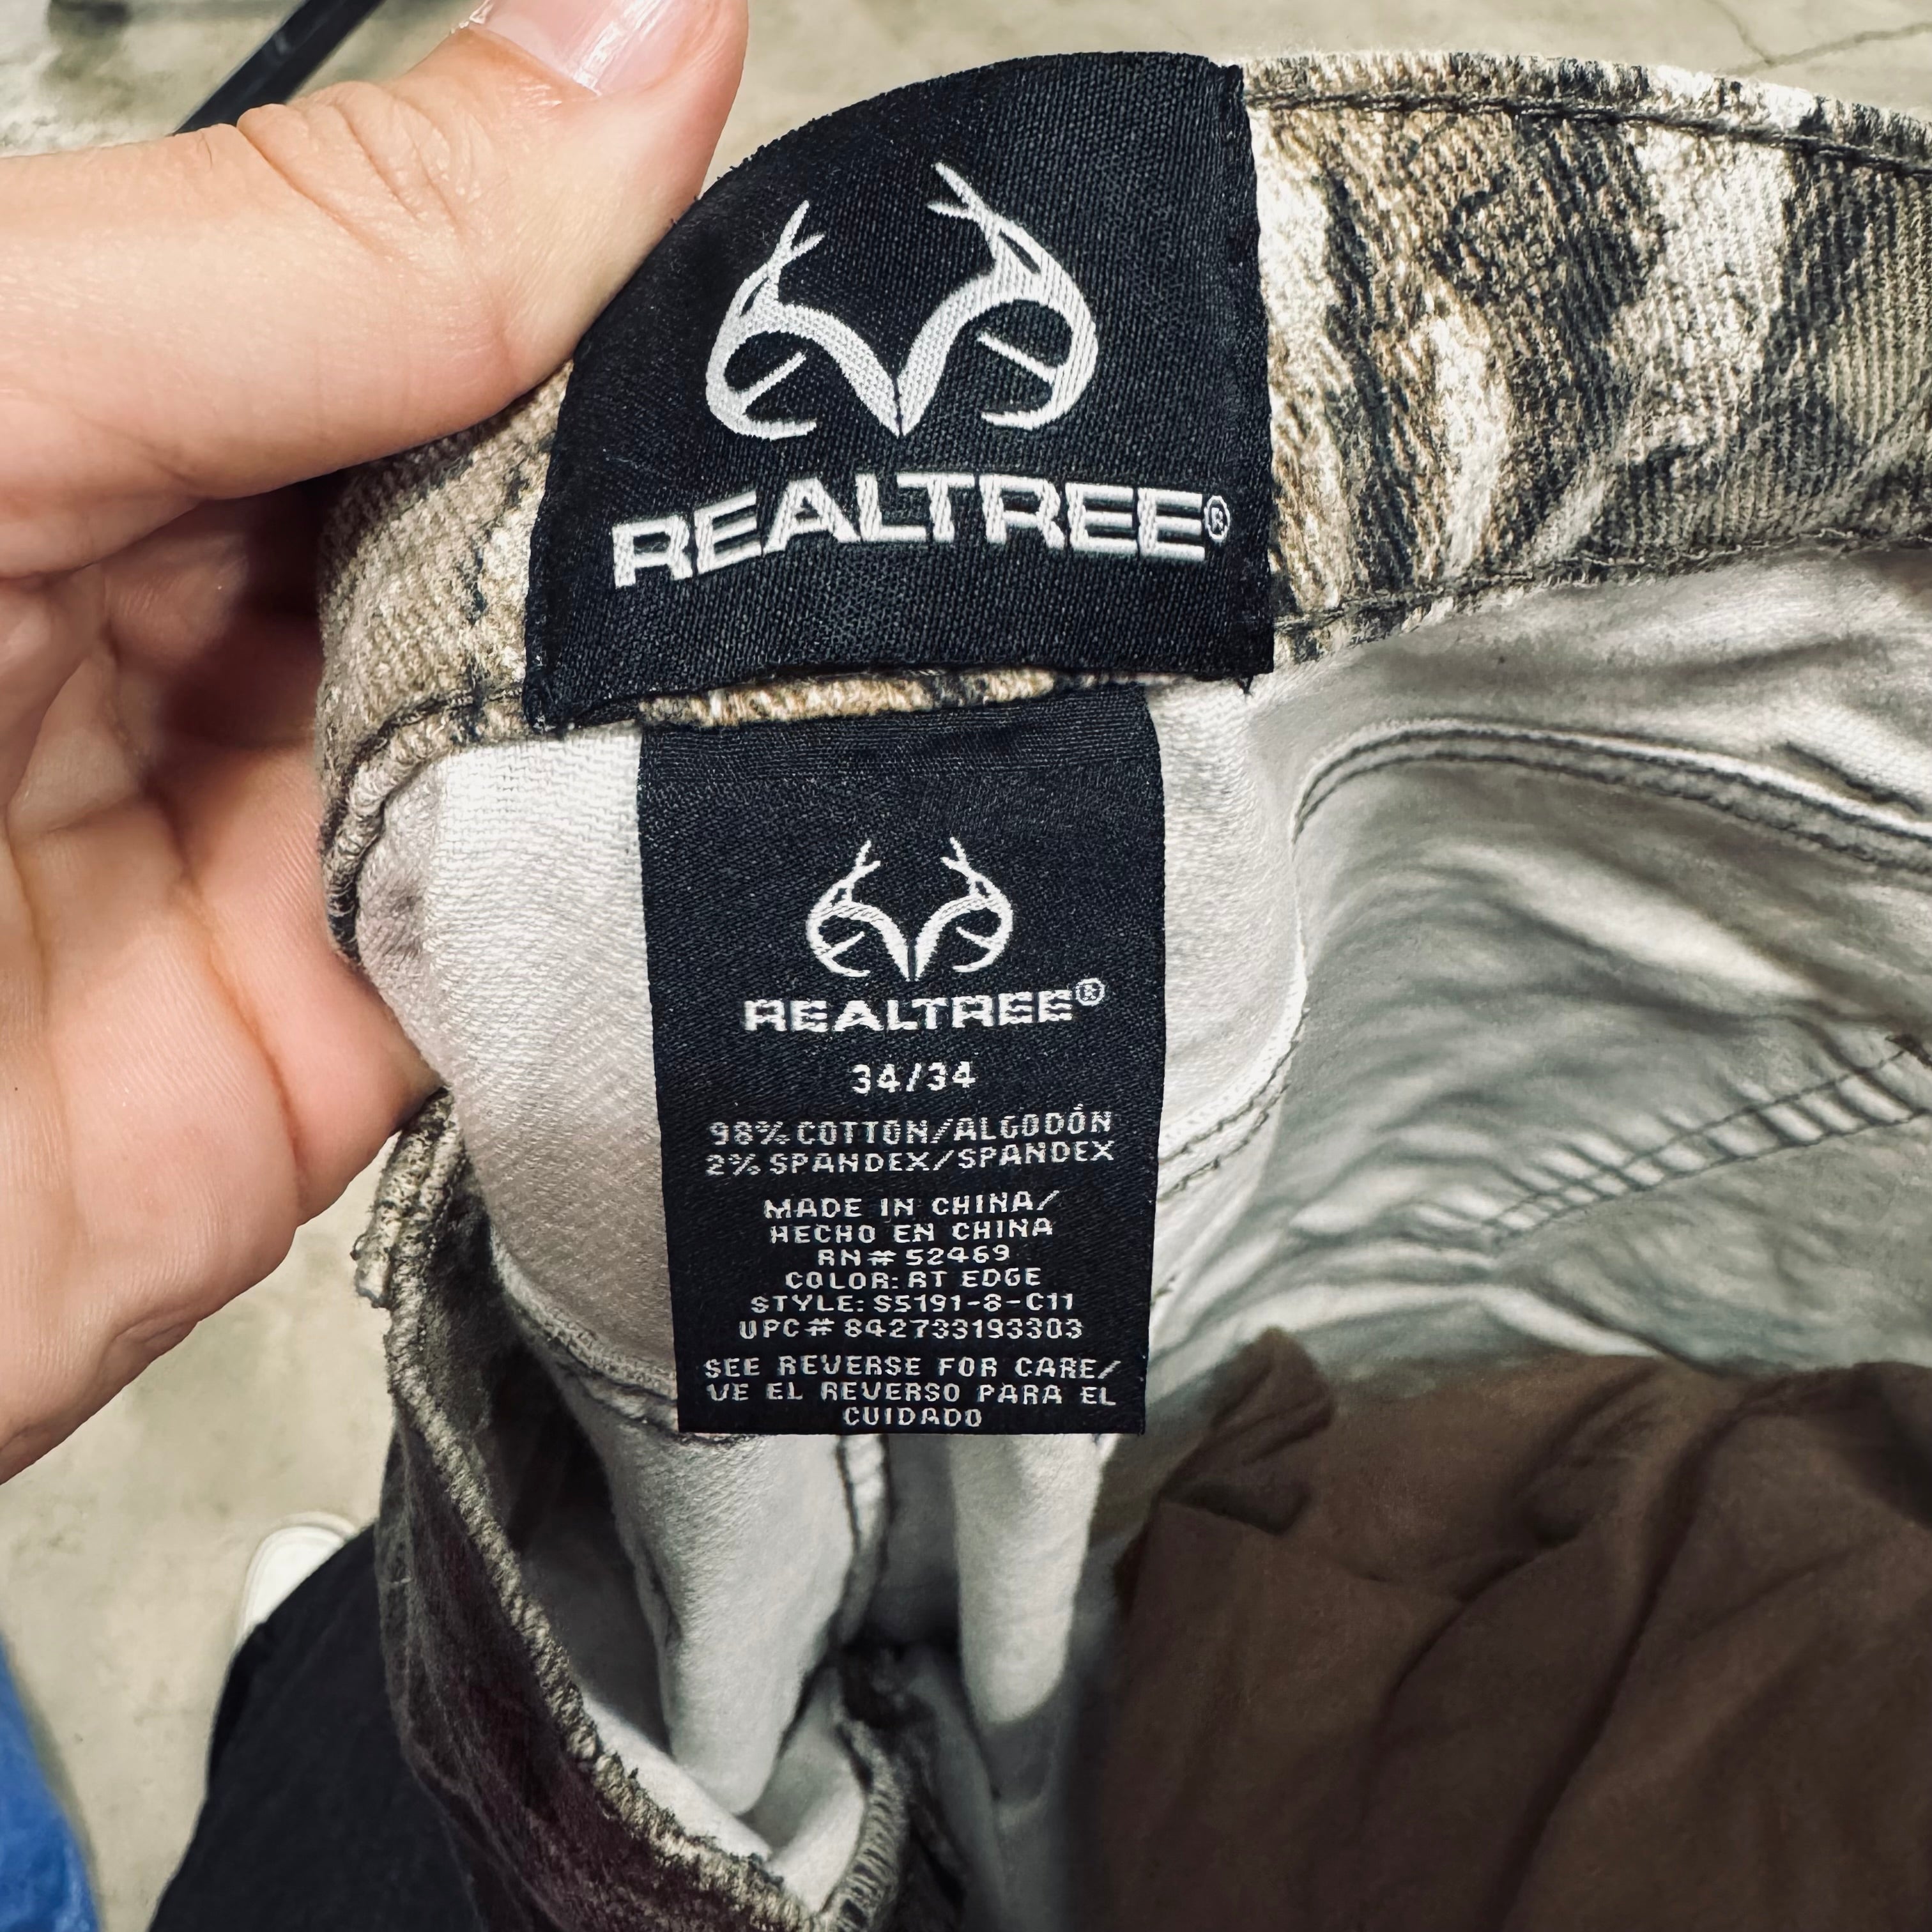 REALTREE®
REALTREE®
34/34
98% COTTON/ALGODÓN
2% SPANDEX/SPANDEX
MADE IN CHINA/
HECHO EN CHINA
RN# 52469
COLOR: RT EDGE
STYLE: S5191-8-C11
UPC# 842733193303
SEE REVERSE FOR CARE/
VE EL REVERSO PARA EL
CUIDADO